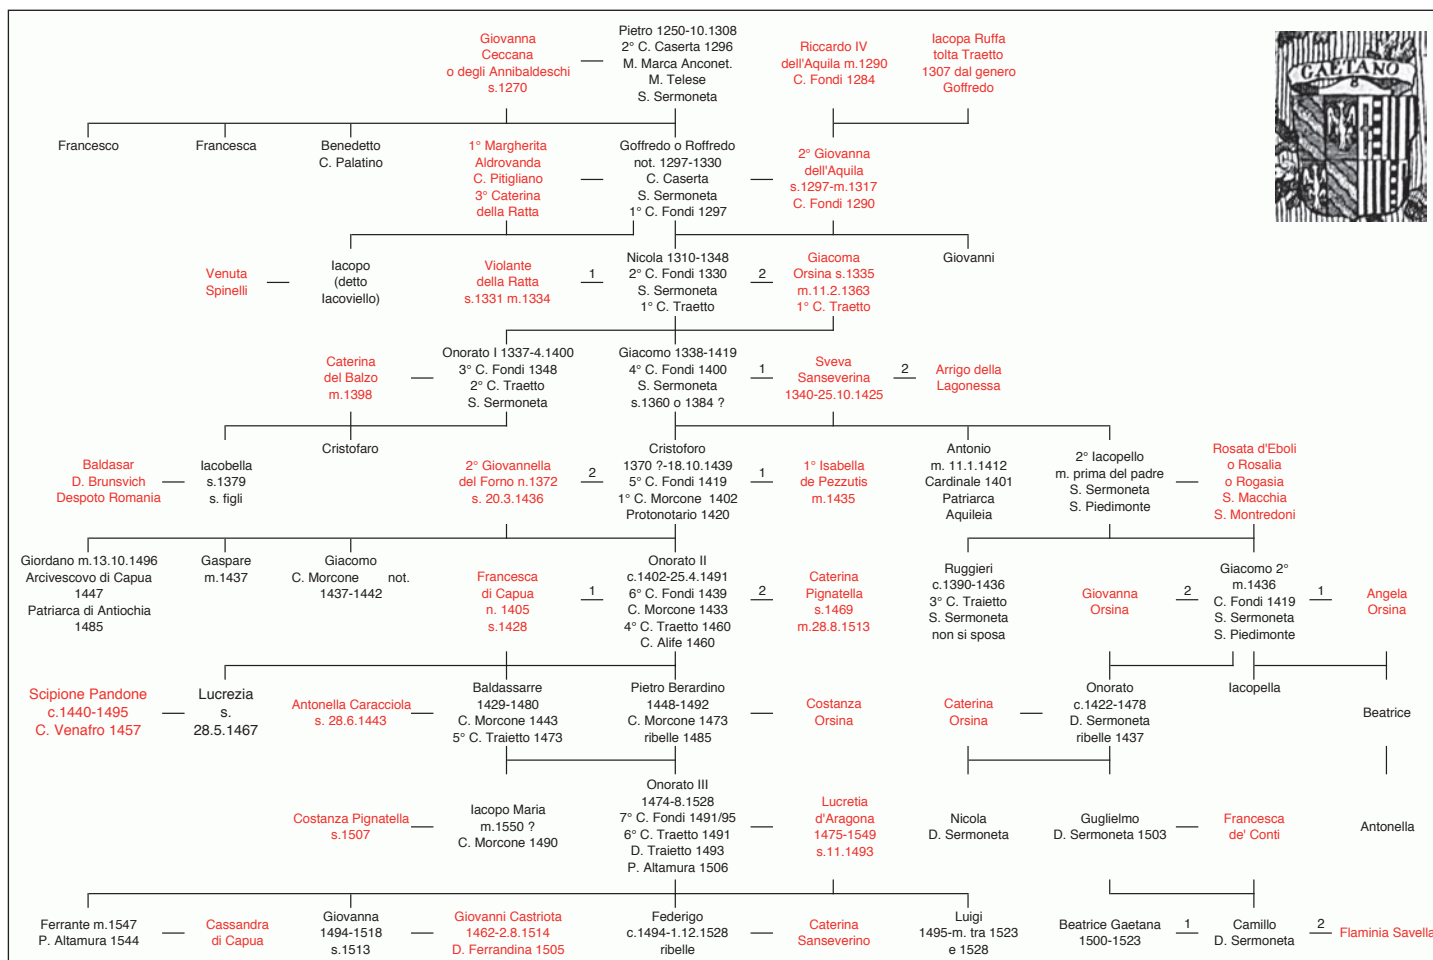 Giovanna
Ceccana
o degli Annibaldeschi
s.1270
Pietro 1250-10.1308
2° C. Caserta 1296
M. Marca Anconet.
M. Telese
S. Sermoneta
Riccardo IV
dell'Aquila m.1290
C. Fondi 1284
Iacopa Ruffa
tolta Traetto
1307 dal genero
Goffredo
GAETANO
8
Francesco
Francesca
Benedetto
C. Palatino
1° Margherita
Aldrovanda
C. Pitigliano
3° Caterina
della Ratta
Goffredo o Roffredo
not. 1297-1330
C. Caserta
S. Sermoneta
1° C. Fondi 1297
2° Giovanna
dell'Aquila
s.1297-m.1317
C. Fondi 1290
Venuta
Spinelli
Iacopo
(detto
Iacoviello)
Violante
della Ratta
s.1331 m.1334
1
Nicola 1310-1348
2° C. Fondi 1330
S. Sermoneta
1° C. Traetto
2
Giacoma
Orsina s.1335
m.11.2.1363
1° C. Traetto
Giovanni
Caterina
del Balzo
m.1398
Onorato I 1337-4.1400
3° C. Fondi 1348
2° C. Traetto
S. Sermoneta
Giacomo 1338-1419
4° C. Fondi 1400
S. Sermoneta
s.1360 o 1384 ?
1
Sveva
Sanseverina
1340-25.10.1425
2
Arrigo della
Lagonessa
Baldasar
D. Brunsvich
Despoto Romania
Iacobella
s.1379
s. figli
Cristofaro
2° Giovannella
del Forno n.1372
s. 20.3.1436
2
Cristoforo
1370 ?-18.10.1439
5° C. Fondi 1419
1° C. Morcone 1402
Protonotario 1420
1
1° Isabella
de Pezzutis
m.1435
Antonio
m. 11.1.1412
Cardinale 1401
Patriarca
Aquileia
2° Iacopello
m. prima del padre
S. Sermoneta
S. Piedimonte
Rosata d'Eboli
o Rosalia
o Rogasia
S. Macchia
S. Montredoni
Giordano m.13.10.1496
Arcivescovo di Capua
1447
Patriarca di Antiochia
1485
Gaspare
m.1437
Giacomo
C. Morcone not.
1437-1442
Francesca
di Capua
n. 1405
s.1428
1
Onorato II
c.1402-25.4.1491
6° C. Fondi 1439
C. Morcone 1433
4° C. Traetto 1460
C. Alife 1460
2
Caterina
Pignatella
s.1469
m.28.8.1513
Ruggieri
c.1390-1436
3° C. Traietto
S. Sermoneta
non si sposa
Giovanna
Orsina
2
Giacomo 2°
m.1436
C. Fondi 1419
S. Sermoneta
S. Piedimonte
1
Angela
Orsina
Scipione Pandone
c.1440-1495
C. Venafro 1457
Lucrezia
s.
28.5.1467
Antonella Caracciola
s. 28.6.1443
Baldassarre
1429-1480
C. Morcone 1443
5° C. Traietto 1473
Pietro Berardino
1448-1492
C. Morcone 1473
ribelle 1485
Costanza
Orsina
Caterina
Orsina
Onorato
c.1422-1478
D. Sermoneta
ribelle 1437
Iacopella
Beatrice
Costanza Pignatella
s.1507
Iacopo Maria
m.1550 ?
C. Morcone 1490
Onorato III
1474-8.1528
7° C. Fondi 1491/95
6° C. Traetto 1491
D. Traietto 1493
P. Altamura 1506
Lucretia
d'Aragona
1475-1549
s.11.1493
Nicola
D. Sermoneta
Guglielmo
D. Sermoneta 1503
Francesca
de' Conti
Antonella
Ferrante m.1547
P. Altamura 1544
Cassandra
di Capua
Giovanna
1494-1518
s.1513
Giovanni Castriota
1462-2.8.1514
D. Ferrandina 1505
Federigo
c.1494-1.12.1528
ribelle
Caterina
Sanseverino
Luigi
1495-m. tra 1523
e 1528
Beatrice Gaetana
1500-1523
1
Camillo
D. Sermoneta
2
Flaminia Savella